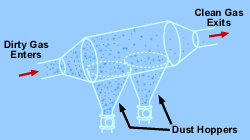 Clean Gas
Exits
Dirty Gas
Enters
Dust Hoppers